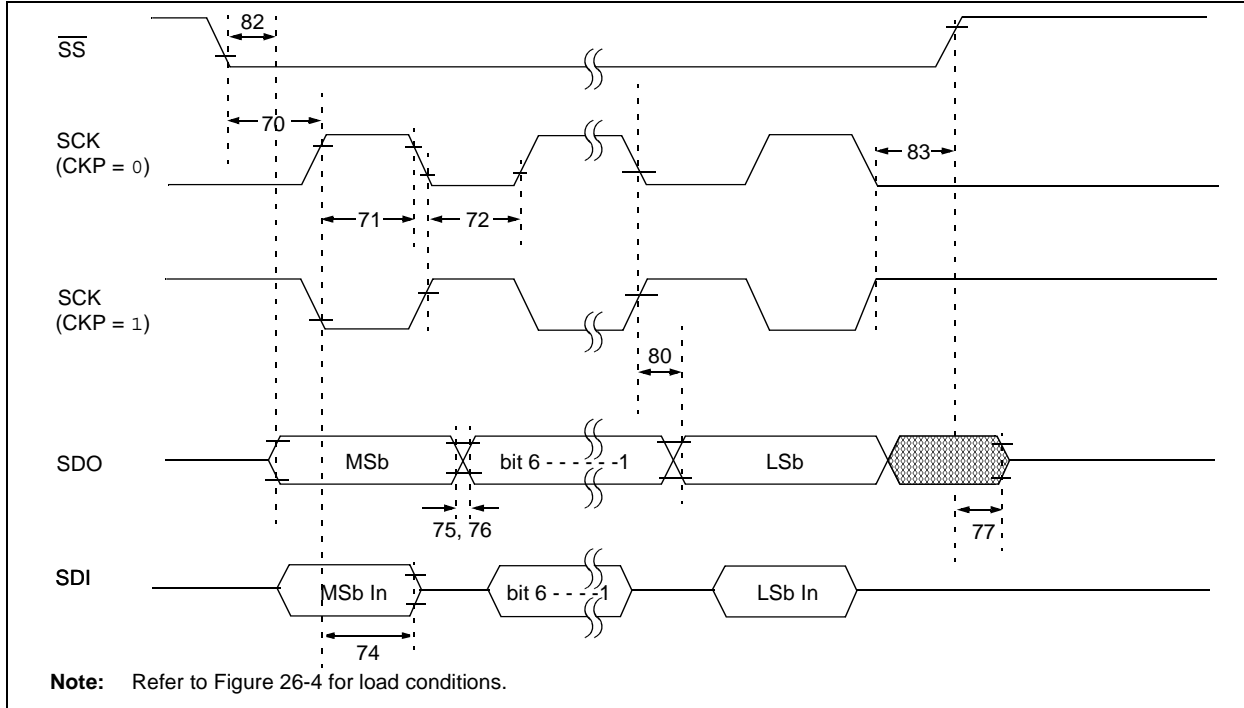 82
SS
70
SCK
(CKP = 0)
83
71
72
SCK
(CKP = 1)
80
SDO
MSb
bit 6 - - - - - -1
LSb
75, 76
77
SDI
MSb In
bit 6 - - - -1
LSb In
74
Note: Refer to Figure 26-4 for load conditions.